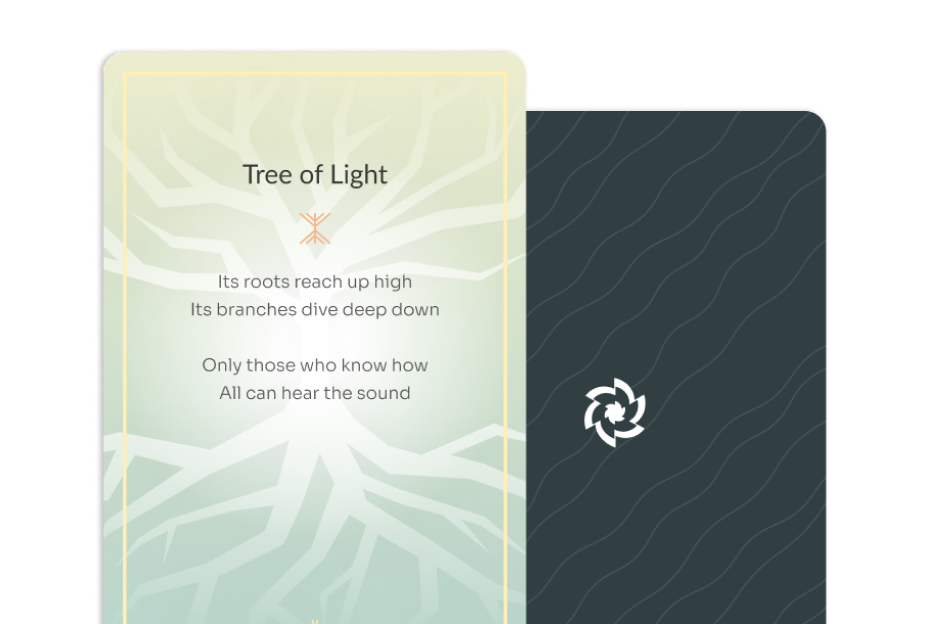 Tree of Light
Its roots reach up high
Its branches dive deep down
Only those who know how
All can hear the sound